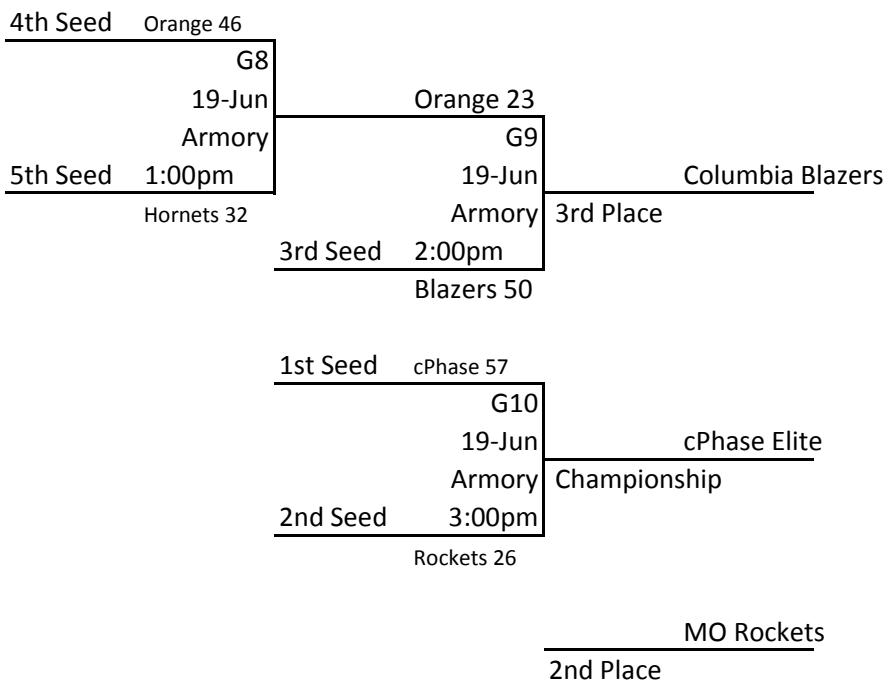 4th Seed Orange 46
G8
19-Jun Orange 23
Armory G9
5th Seed 1:00pm 19-Jun Columbia Blazers
Hornets 32 Armory 3rd Place
3rd Seed 2:00pm
Blazers 50
1st Seed cPhase 57
G10
19-Jun cPhase Elite
Armory Championship
2nd Seed 3:00pm
Rockets 26
MO Rockets
2nd Place